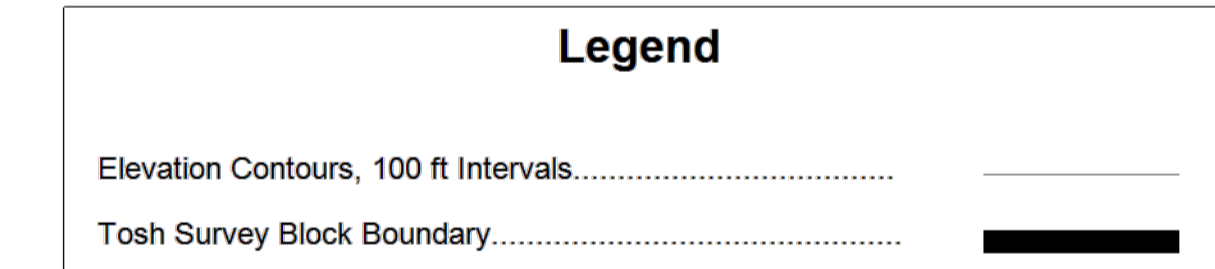 Legend
Elevation Contours, 100 ft Intervals....................................
Tosh Survey Block Boundary..............................................